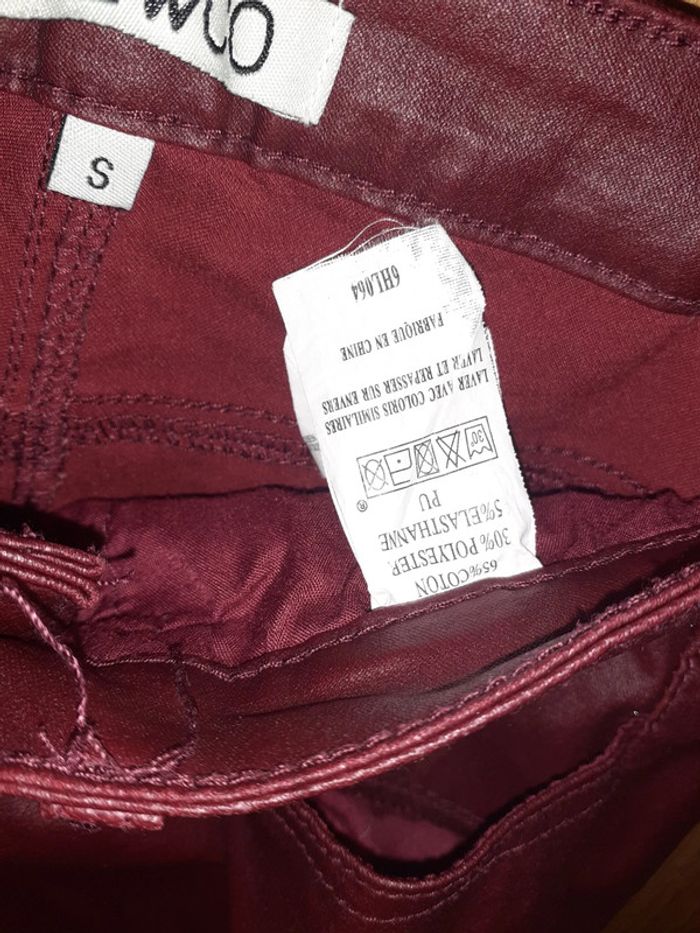 S
65%COTON
30% POLYESTER
5%ELASTHANNE
PU
30°
®
LAVER AVEC COLORIS SIMILAIRES
LAVER ET REPASSER SUR ENVERS
FABRIQUE EN CHINE
6HL064